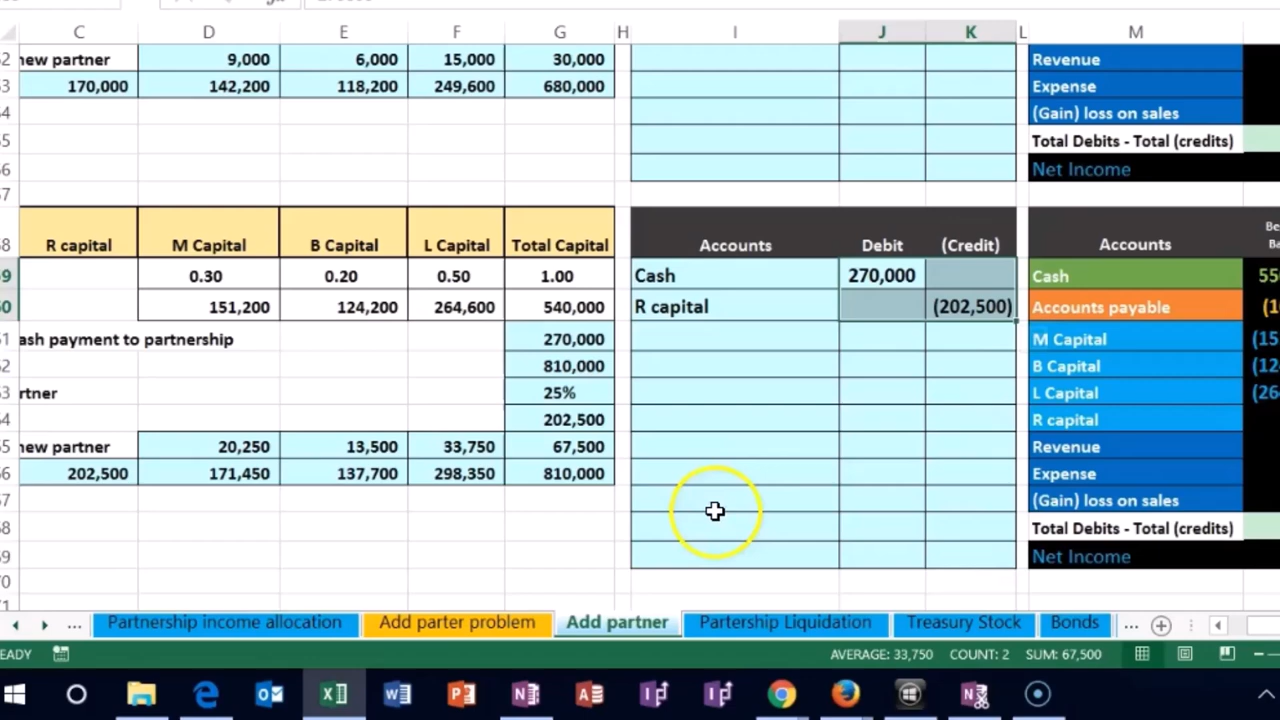 C D E F G H I J K L M
new partner 9,000 6,000 15,000 30,000 Revenue
170,000 142,200 118,200 249,600 680,000 Expense
(Gain) loss on sales
Total Debits - Total (credits)
Net Income
R capital M Capital B Capital L Capital Total Capital Accounts Debit (Credit) Accounts
0.30 0.20 0.50 1.00 Cash 270,000 Cash
151,200 124,200 264,600 540,000 R capital (202,500) Accounts payable
ash payment to partnership 270,000 M Capital
810,000 B Capital
rtner 25% L Capital
202,500 R capital
new partner 20,250 13,500 33,750 67,500 Revenue
202,500 171,450 137,700 298,350 810,000 Expense
(Gain) loss on sales
Total Debits - Total (credits)
Net Income
... Partnership income allocation Add parter problem Add partner Partership Liquidation Treasury Stock Bonds ...
EADY AVERAGE: 33,750 COUNT: 2 SUM: 67,500